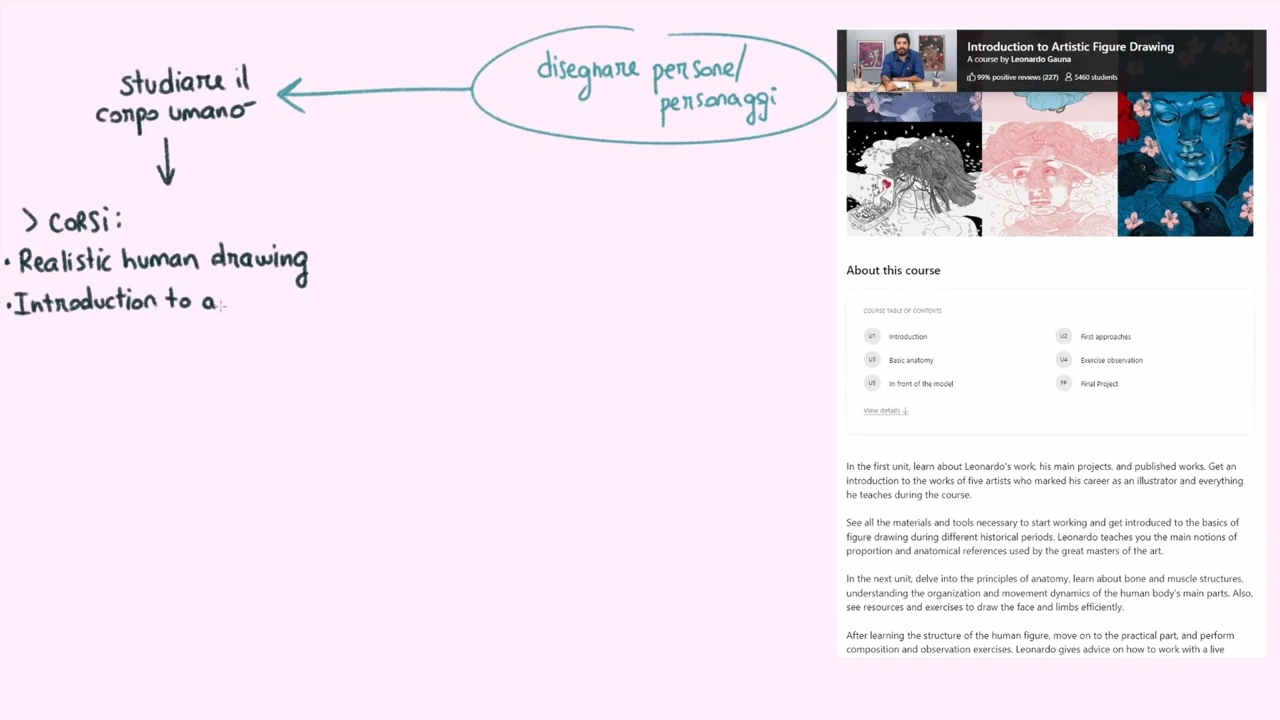 disegnare persone/
personaggi
studiare il
corpo umano
> CORSi:
• Realistic human drawing
• Introduction to a
Introduction to Artistic Figure Drawing
A course by Leonardo Gauna
99% positive reviews (227) 5460 students
About this course
COURSE TABLE OF CONTENTS
U1 Introduction
U2 First approaches
U3 Basic anatomy
U4 Exercise observation
U5 In front of the model
FP Final Project
View details ↓
In the first unit, learn about Leonardo's work, his main projects, and published works. Get an
introduction to the works of five artists who marked his career as an illustrator and everything
he teaches during the course.
See all the materials and tools necessary to start working and get introduced to the basics of
figure drawing during different historical periods. Leonardo teaches you the main notions of
proportion and anatomical references used by the great masters of the art.
In the next unit, delve into the principles of anatomy, learn about bone and muscle structures,
understanding the organization and movement dynamics of the human body's main parts. Also,
see resources and exercises to draw the face and limbs efficiently.
After learning the structure of the human figure, move on to the practical part, and perform
composition and observation exercises. Leonardo gives advice on how to work with a live